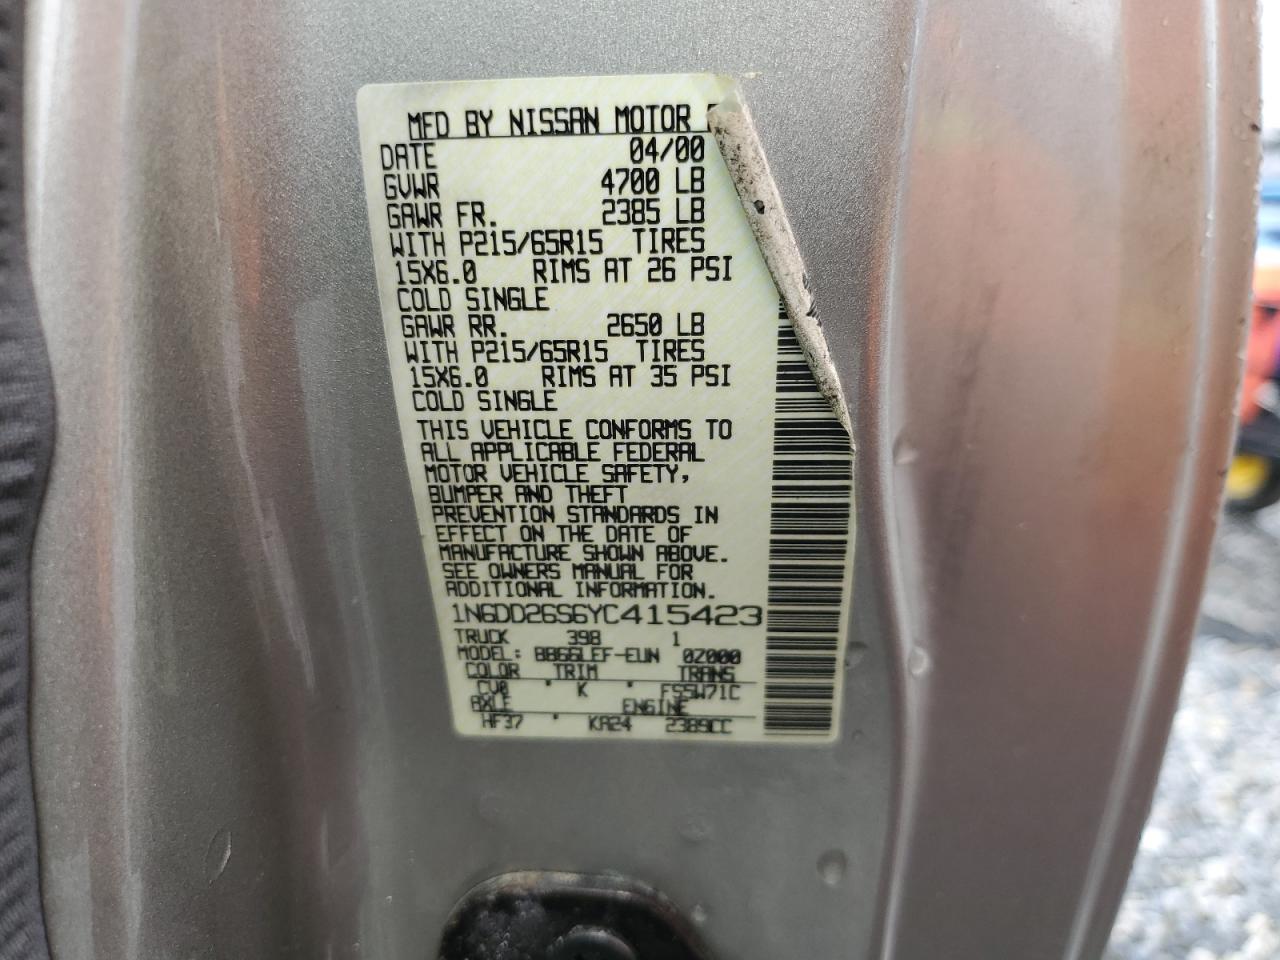 MFD BY NISSAN MOTOR
DATE 04/00
GVWR 4700 LB
GAWR FR. 2385 LB
WITH P215/65R15 TIRES
15X6.0 RIMS AT 26 PSI
COLD SINGLE
GAWR RR. 2650 LB
WITH P215/65R15 TIRES
15X6.0 RIMS AT 35 PSI
COLD SINGLE
THIS VEHICLE CONFORMS TO
ALL APPLICABLE FEDERAL
MOTOR VEHICLE SAFETY,
BUMPER AND THEFT
PREVENTION STANDARDS IN
EFFECT ON THE DATE OF
MANUFACTURE SHOWN ABOVE.
SEE OWNERS MANUAL FOR
ADDITIONAL INFORMATION.
1N6DD26S6YC415423
TRUCK 398 1
MODEL: BB66LEF-EUN 0Z000
COLOR TRIM TRANS
CV0 * K * FS5W71C
AXLE ENGINE
HF37 * KA24 2389CC